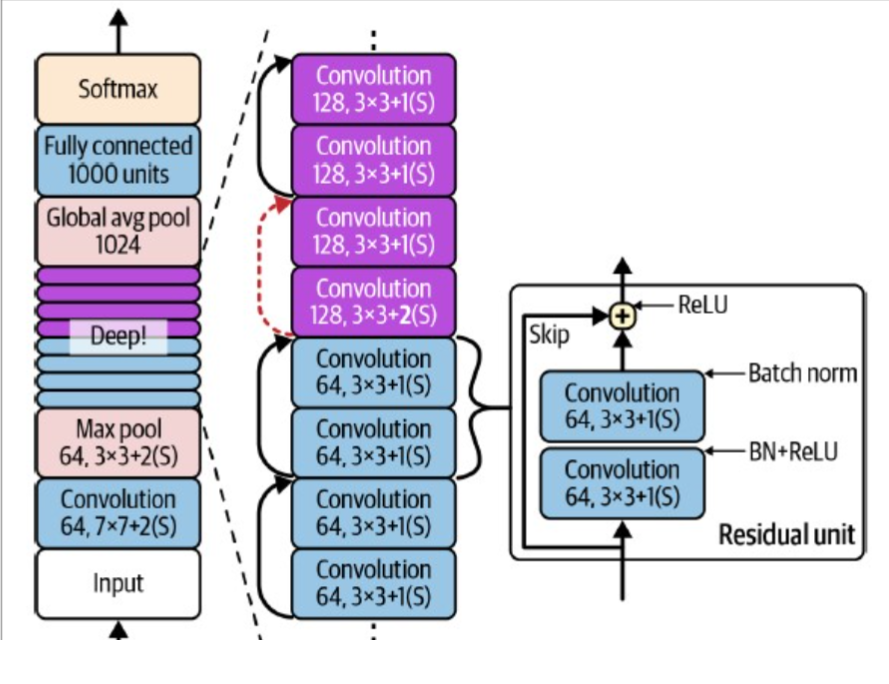 Softmax
Fully connected
1000 units
Global avg pool
1024
Deep!
Max pool
64, 3×3+2(S)
Convolution
64, 7×7+2(S)
Input
Convolution
128, 3×3+1(S)
Convolution
128, 3×3+1(S)
Convolution
128, 3×3+1(S)
Convolution
128, 3×3+2(S)
Convolution
64, 3×3+1(S)
Convolution
64, 3×3+1(S)
Convolution
64, 3×3+1(S)
Convolution
64, 3×3+1(S)
ReLU
+
Skip
Batch norm
Convolution
64, 3×3+1(S)
BN+ReLU
Convolution
64, 3×3+1(S)
Residual unit